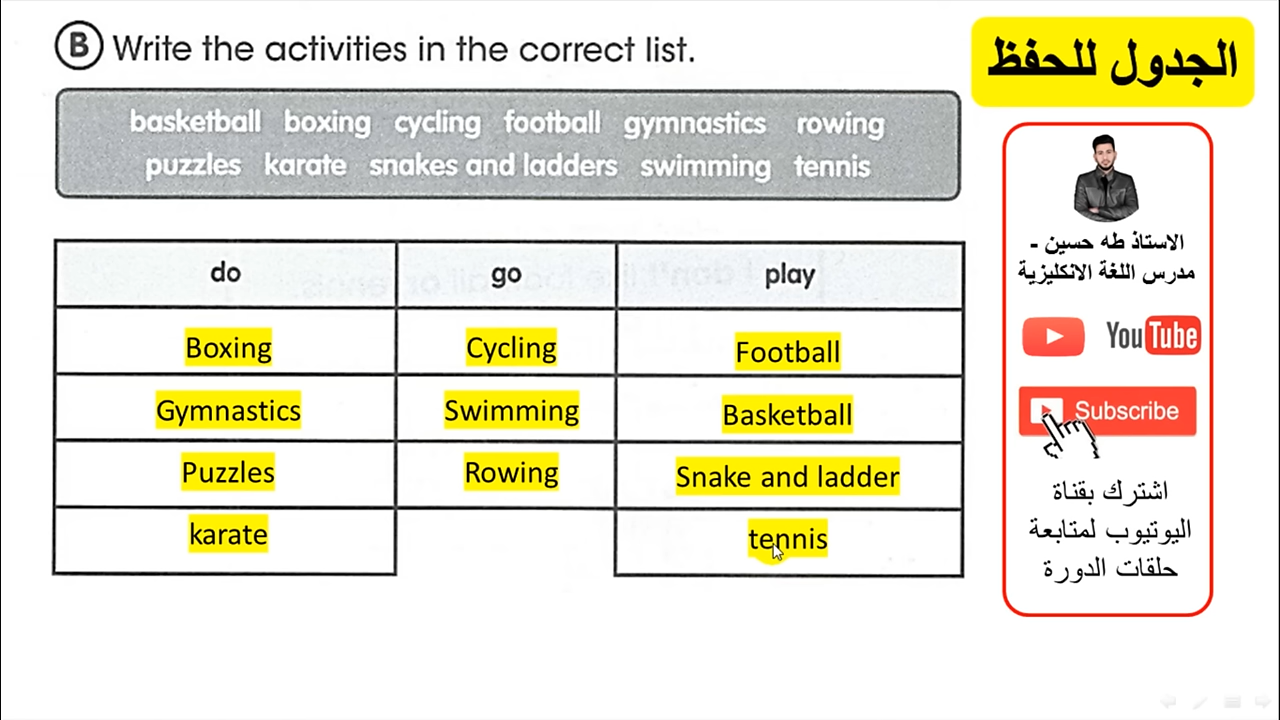 B Write the activities in the correct list.
basketball boxing cycling football gymnastics rowing
puzzles karate snakes and ladders swimming tennis
do go play
Boxing Cycling Football
Gymnastics Swimming Basketball
Puzzles Rowing Snake and ladder
karate tennis
الجدول للحفظ
الاستاذ طه حسين -
مدرس اللغة الانكليزية
YouTube
Subscribe
اشترك بقناة
اليوتيوب لمتابعة
حلقات الدورة